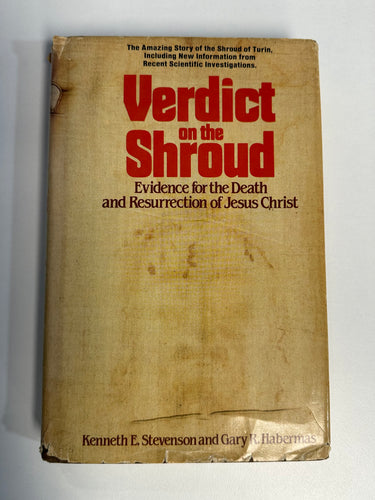 The Amazing Story of the Shroud of Turin,
Including New Information from
Recent Scientific Investigations.
Verdict
on the
Shroud
Evidence for the Death
and Resurrection of Jesus Christ
Kenneth E. Stevenson and Gary R. Habermas